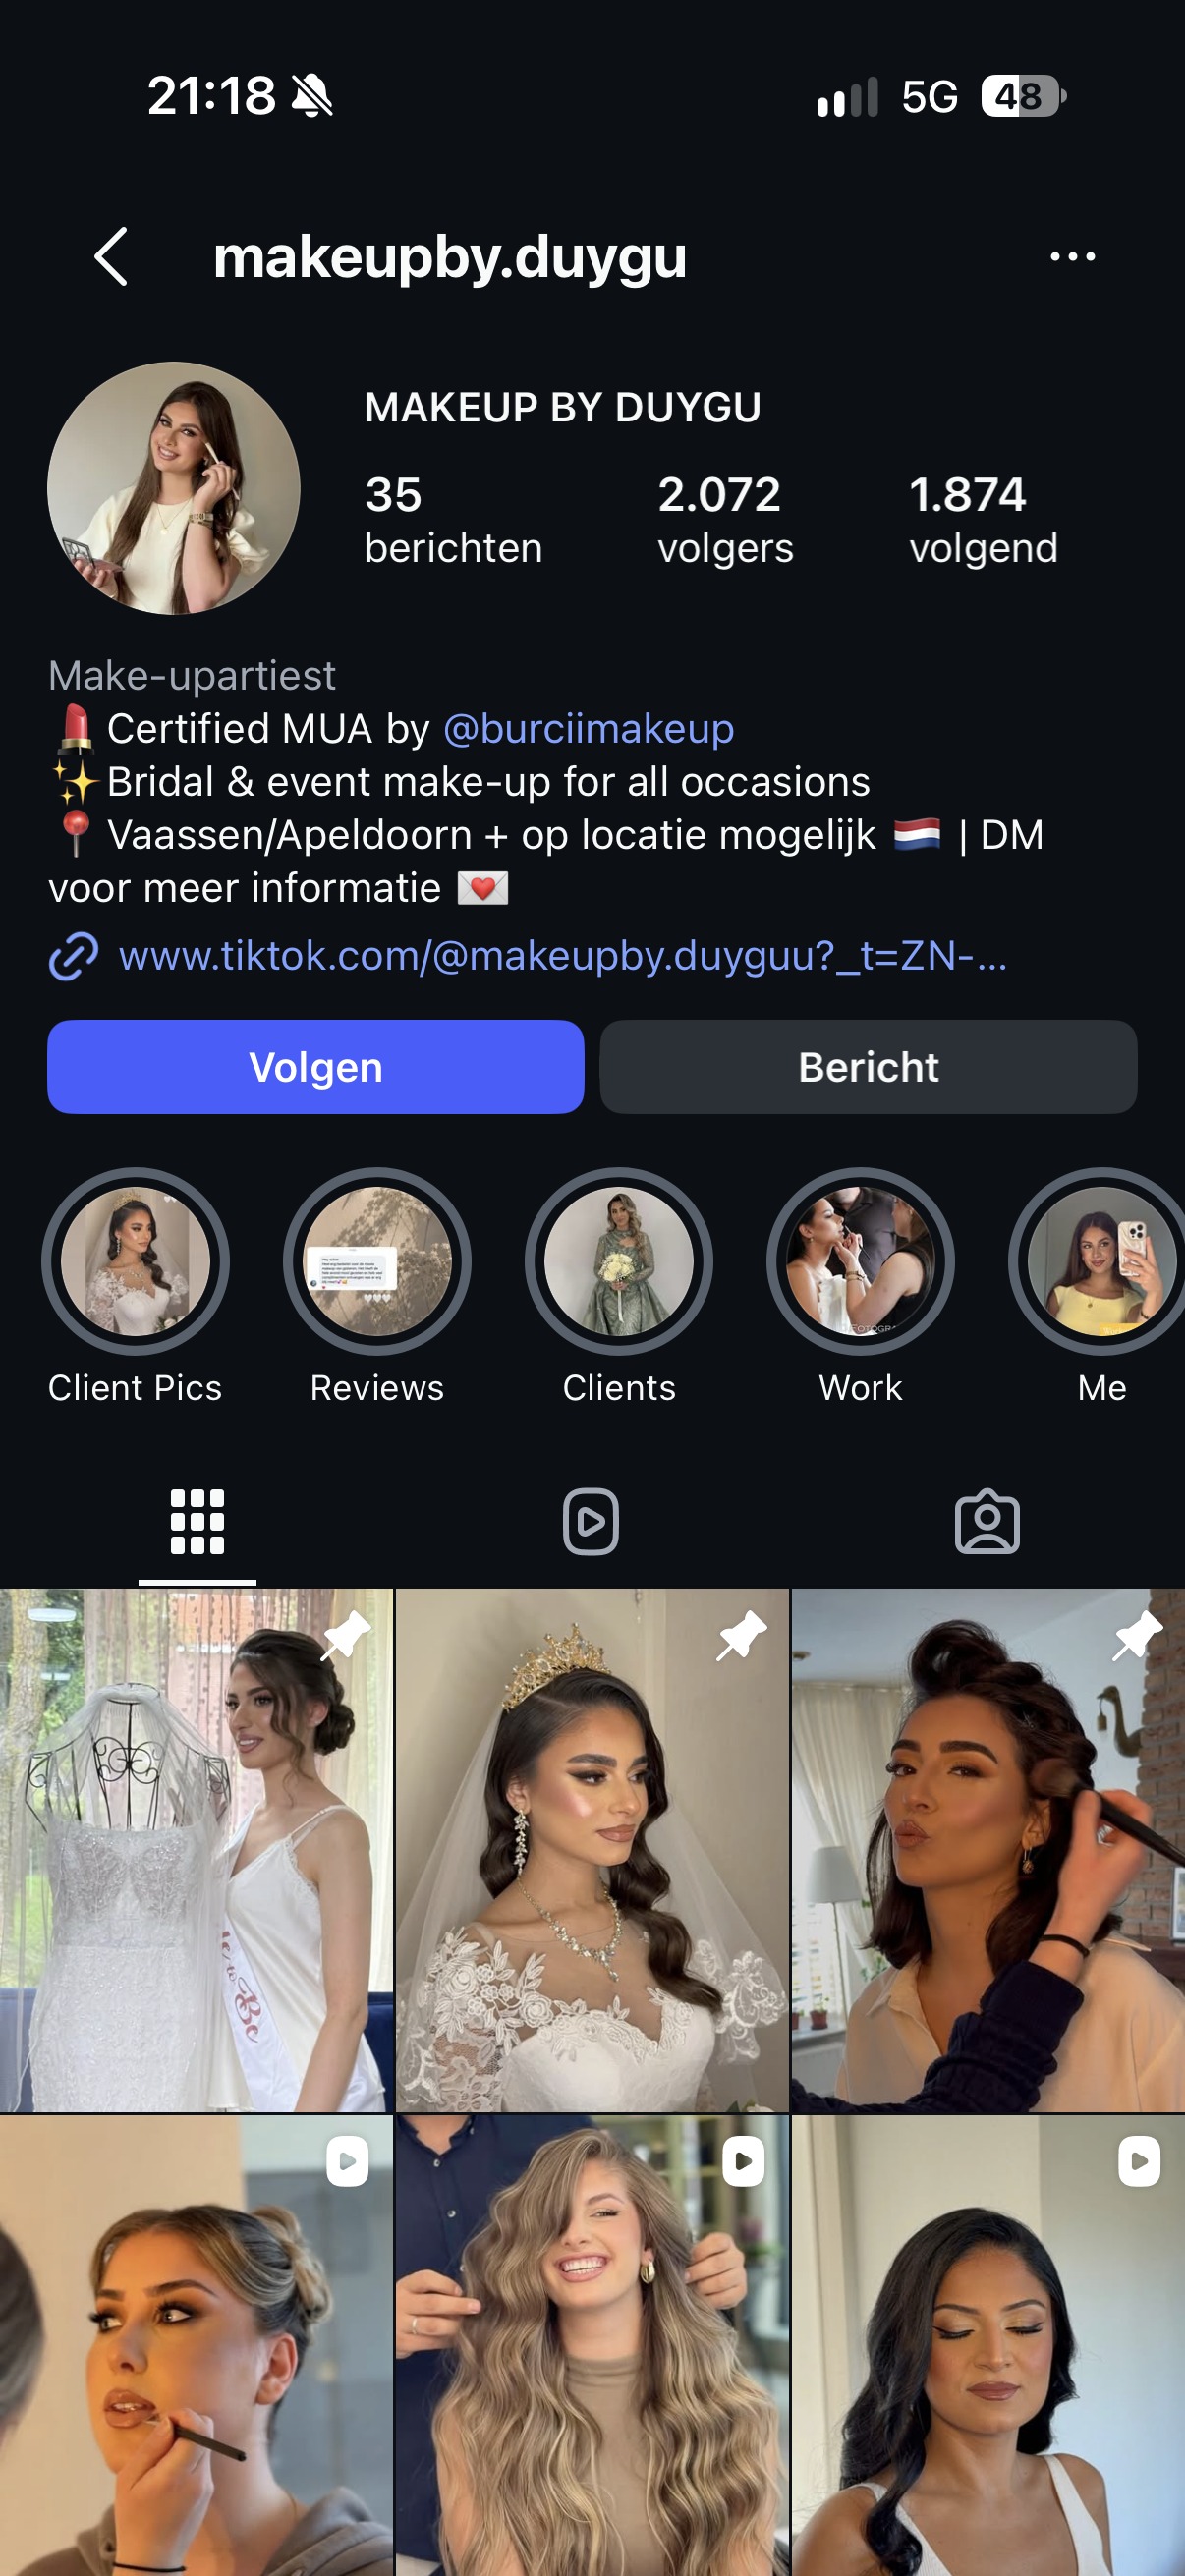 21:18
5G
48
makeupby.duygu
MAKEUP BY DUYGU
35
2.072
1.874
berichten
volgers
volgend
Make-upartiest
💄 Certified MUA by @burciimakeup
✨Bridal & event make-up for all occasions
📍 Vaassen/Apeldoorn + op locatie mogelijk 🇳🇱 | DM
voor meer informatie 💌
www.tiktok.com/@makeupby.duyguu?_t=ZN-...
Volgen
Bericht
Client Pics
Reviews
Clients
Work
Me
to Be